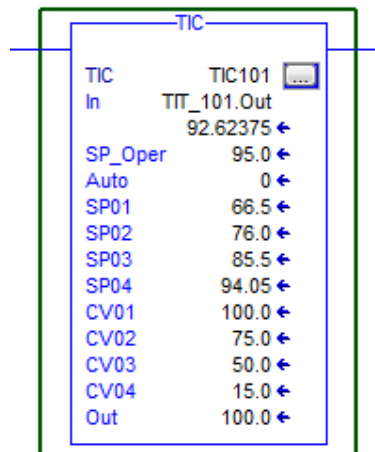 TIC
TIC TIC101 ...
In TIT_101.Out
92.62375
SP_Oper 95.0
Auto 0
SP01 66.5
SP02 76.0
SP03 85.5
SP04 94.05
CV01 100.0
CV02 75.0
CV03 50.0
CV04 15.0
Out 100.0